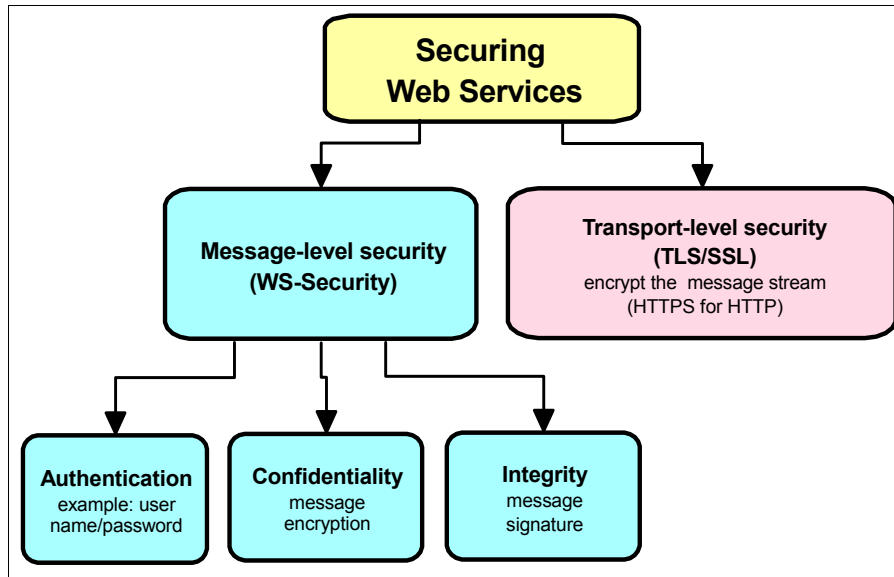 Securing
Web Services
Message-level security
(WS-Security)
Transport-level security
(TLS/SSL)
encrypt the message stream
(HTTPS for HTTP)
Authentication
example: user
name/password
Confidentiality
message
encryption
Integrity
message
signature